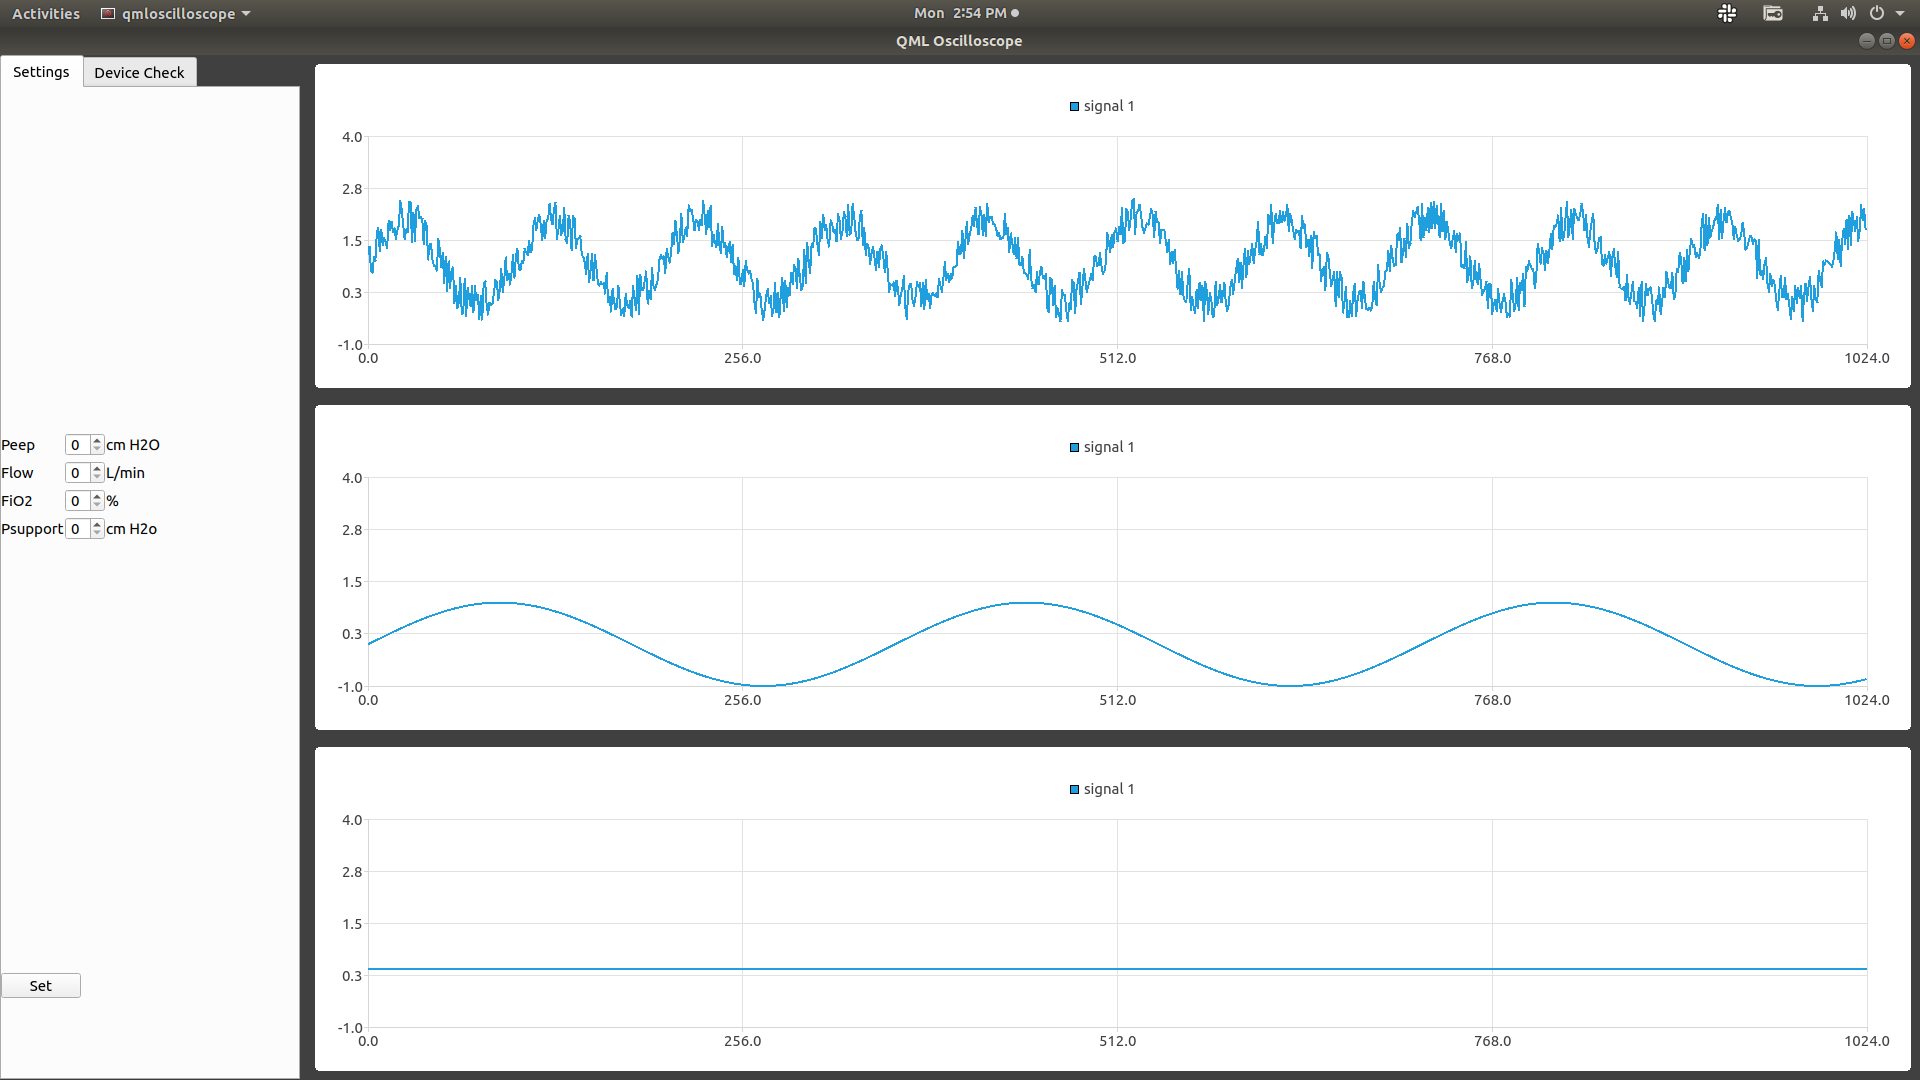 Activities qmloscilloscope Mon 2:54 PM
QML Oscilloscope
Settings Device Check
Peep 0 cm H2O
Flow 0 L/min
FiO2 0 %
Psupport 0 cm H2o
Set
signal 1
4.0
2.8
1.5
0.3
-1.0
0.0 256.0 512.0 768.0 1024.0
signal 1
4.0
2.8
1.5
0.3
-1.0
0.0 256.0 512.0 768.0 1024.0
signal 1
4.0
2.8
1.5
0.3
-1.0
0.0 256.0 512.0 768.0 1024.0